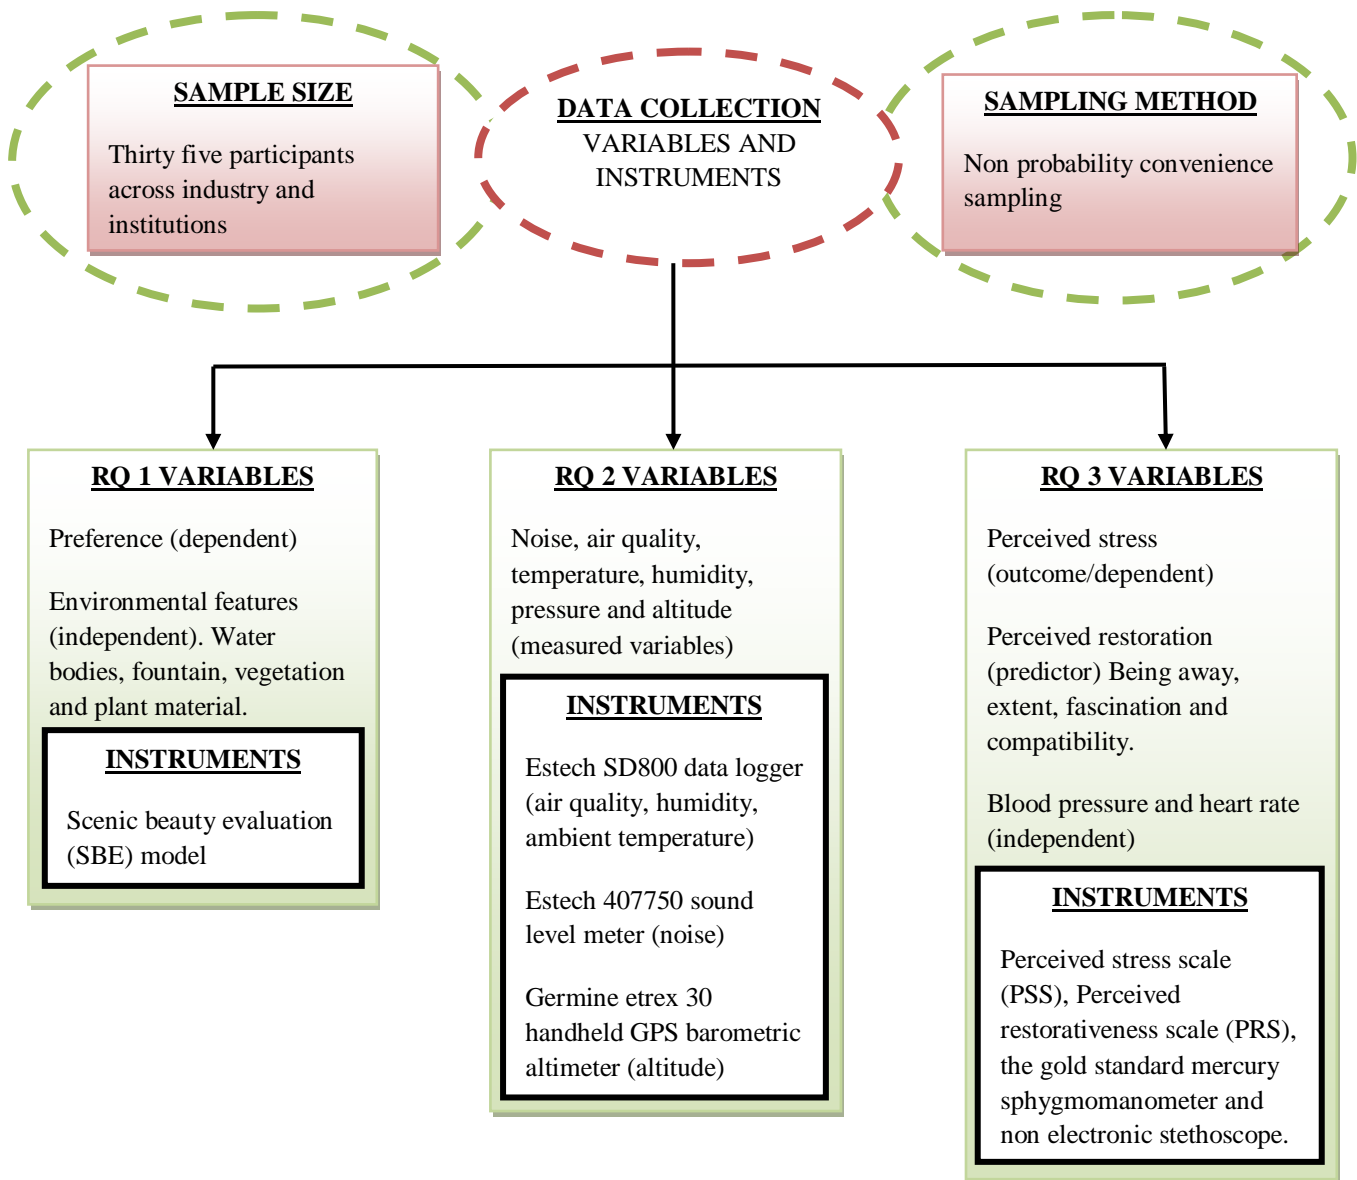 SAMPLE SIZE
Thirty five participants
across industry and
institutions
DATA COLLECTION
VARIABLES AND
INSTRUMENTS
SAMPLING METHOD
Non probability convenience
sampling
RQ 1 VARIABLES
Preference (dependent)
Environmental features
(independent). Water
bodies, fountain, vegetation
and plant material.
INSTRUMENTS
Scenic beauty evaluation
(SBE) model
RQ 2 VARIABLES
Noise, air quality,
temperature, humidity,
pressure and altitude
(measured variables)
INSTRUMENTS
Estech SD800 data logger
(air quality, humidity,
ambient temperature)
Estech 407750 sound
level meter (noise)
Germine etrex 30
handheld GPS barometric
altimeter (altitude)
RQ 3 VARIABLES
Perceived stress
(outcome/dependent)
Perceived restoration
(predictor) Being away,
extent, fascination and
compatibility.
Blood pressure and heart rate
(independent)
INSTRUMENTS
Perceived stress scale
(PSS), Perceived
restorativeness scale (PRS),
the gold standard mercury
sphygmomanometer and
non electronic stethoscope.